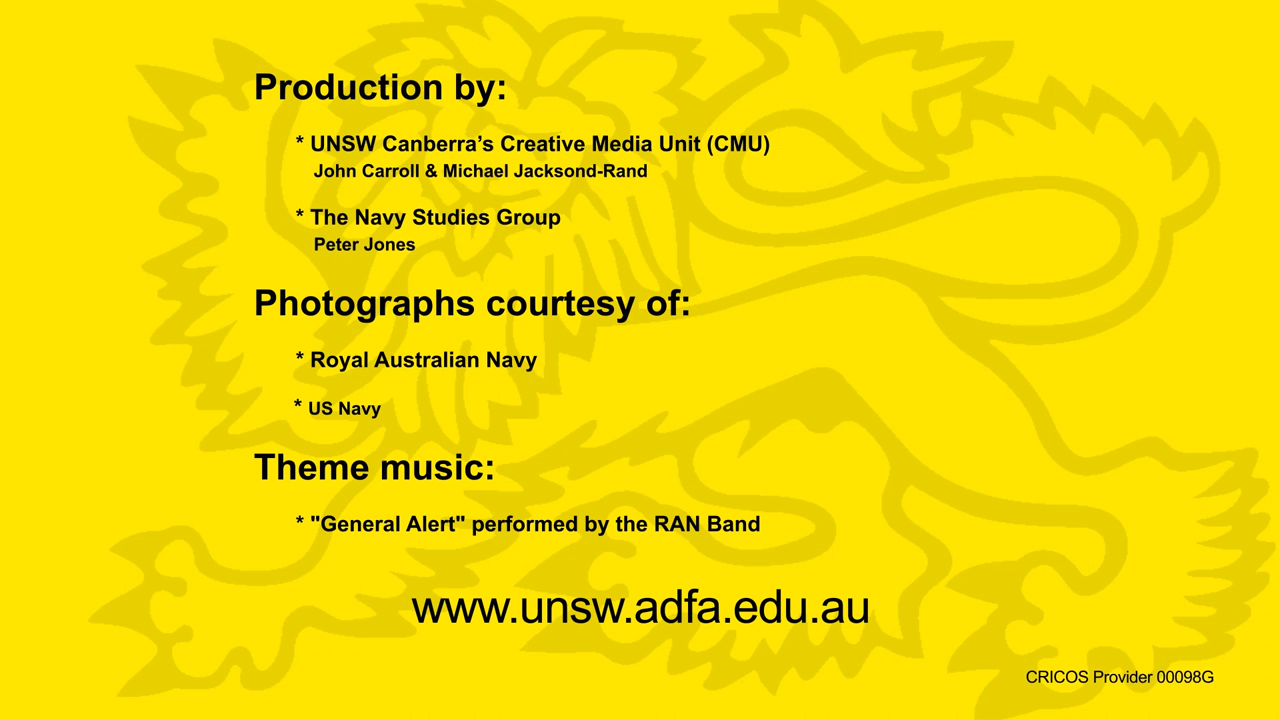 Production by:
* UNSW Canberra’s Creative Media Unit (CMU)
John Carroll & Michael Jacksond-Rand
* The Navy Studies Group
Peter Jones
Photographs courtesy of:
* Royal Australian Navy
* US Navy
Theme music:
* "General Alert" performed by the RAN Band
www.unsw.adfa.edu.au
CRICOS Provider 00098G